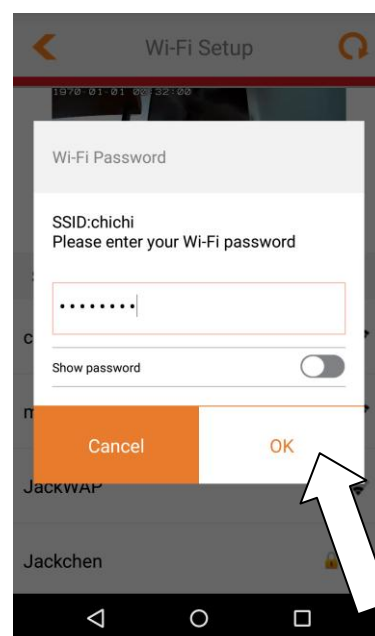 Wi-Fi Setup
1970-01-01 00:32:00
Wi-Fi Password
SSID:chichi
Please enter your Wi-Fi password
••••••••
Show password
Cancel
OK
JackWAP
Jackchen